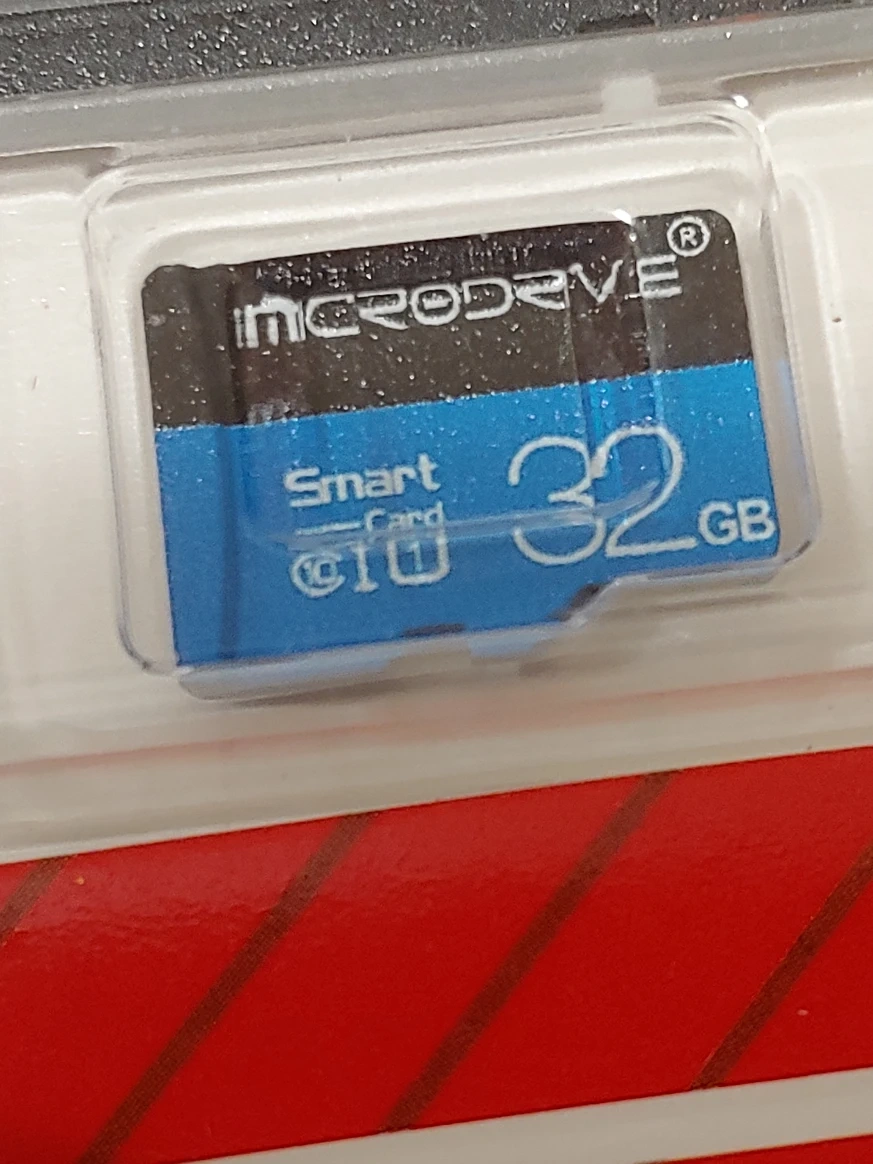 MICRODRIVE®
Smart
Card
32GB
C10 I U1